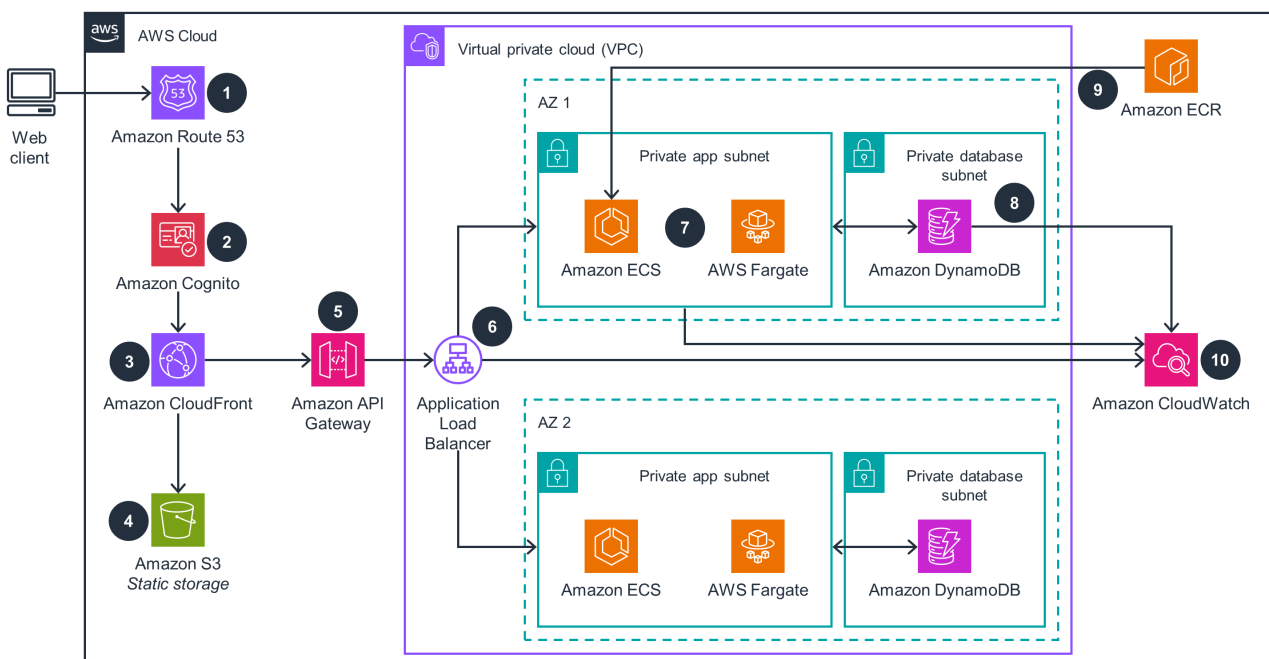 aws
AWS Cloud
Web
client
53
1
Amazon Route 53
2
Amazon Cognito
3
Amazon CloudFront
4
Amazon S3
Static storage
5
</>
Amazon API
Gateway
Virtual private cloud (VPC)
6
Application
Load
Balancer
AZ 1
Private app subnet
7
Amazon ECS
AWS Fargate
Private database
subnet
8
Amazon DynamoDB
AZ 2
Private app subnet
Amazon ECS
AWS Fargate
Private database
subnet
Amazon DynamoDB
9
Amazon ECR
10
Amazon CloudWatch